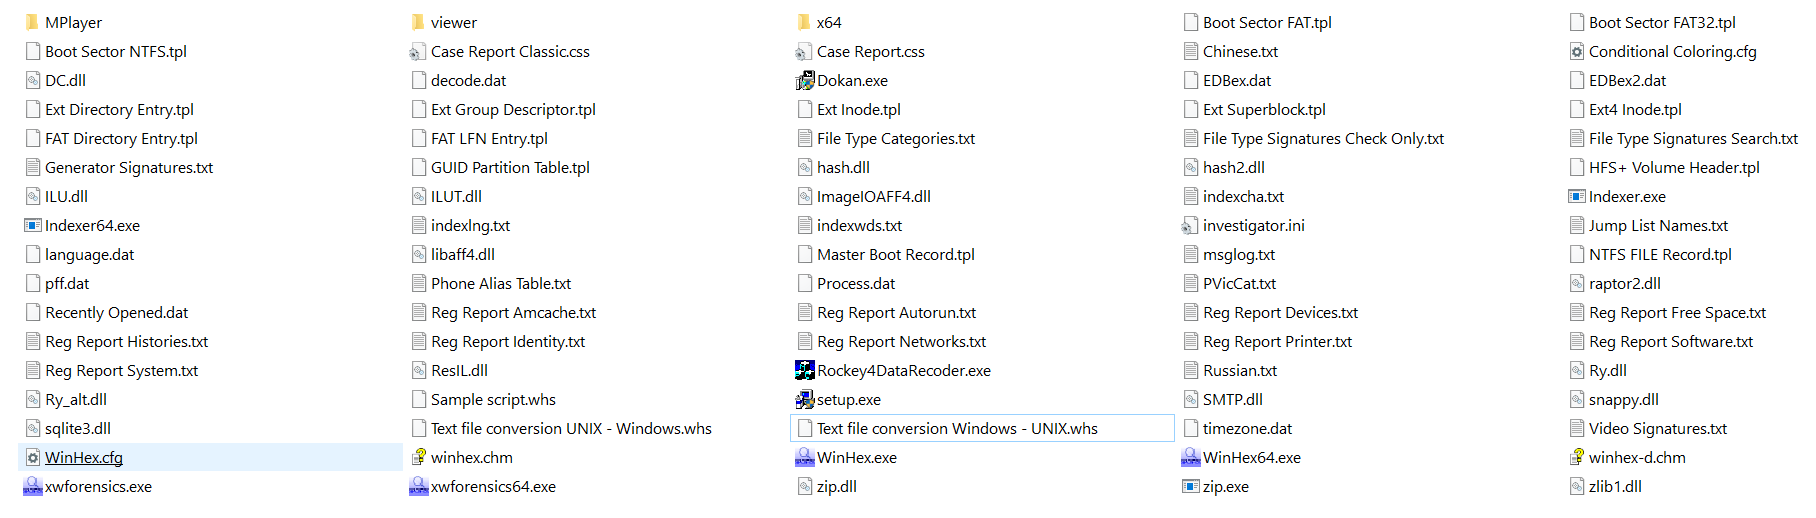 MPlayer viewer x64 Boot Sector FAT.tpl Boot Sector FAT32.tpl
Boot Sector NTFS.tpl Case Report Classic.css Case Report.css Chinese.txt Conditional Coloring.cfg
DC.dll decode.dat Dokan.exe EDBex.dat EDBex2.dat
Ext Directory Entry.tpl Ext Group Descriptor.tpl Ext Inode.tpl Ext Superblock.tpl Ext4 Inode.tpl
FAT Directory Entry.tpl FAT LFN Entry.tpl File Type Categories.txt File Type Signatures Check Only.txt File Type Signatures Search.txt
Generator Signatures.txt GUID Partition Table.tpl hash.dll hash2.dll HFS+ Volume Header.tpl
ILU.dll ILUT.dll ImageIOAFF4.dll indexcha.txt Indexer.exe
Indexer64.exe indexlng.txt indexwds.txt investigator.ini Jump List Names.txt
language.dat libaff4.dll Master Boot Record.tpl msglog.txt NTFS FILE Record.tpl
pff.dat Phone Alias Table.txt Process.dat PVicCat.txt raptor2.dll
Recently Opened.dat Reg Report Amcache.txt Reg Report Autorun.txt Reg Report Devices.txt Reg Report Free Space.txt
Reg Report Histories.txt Reg Report Identity.txt Reg Report Networks.txt Reg Report Printer.txt Reg Report Software.txt
Reg Report System.txt ResIL.dll Rockey4DataRecoder.exe Russian.txt Ry.dll
Ry_alt.dll Sample script.whs setup.exe SMTP.dll snappy.dll
sqlite3.dll Text file conversion UNIX - Windows.whs Text file conversion Windows - UNIX.whs timezone.dat Video Signatures.txt
WinHex.cfg winhex.chm WinHex.exe WinHex64.exe winhex-d.chm
xwforensics.exe xwforensics64.exe zip.dll zip.exe zlib1.dll